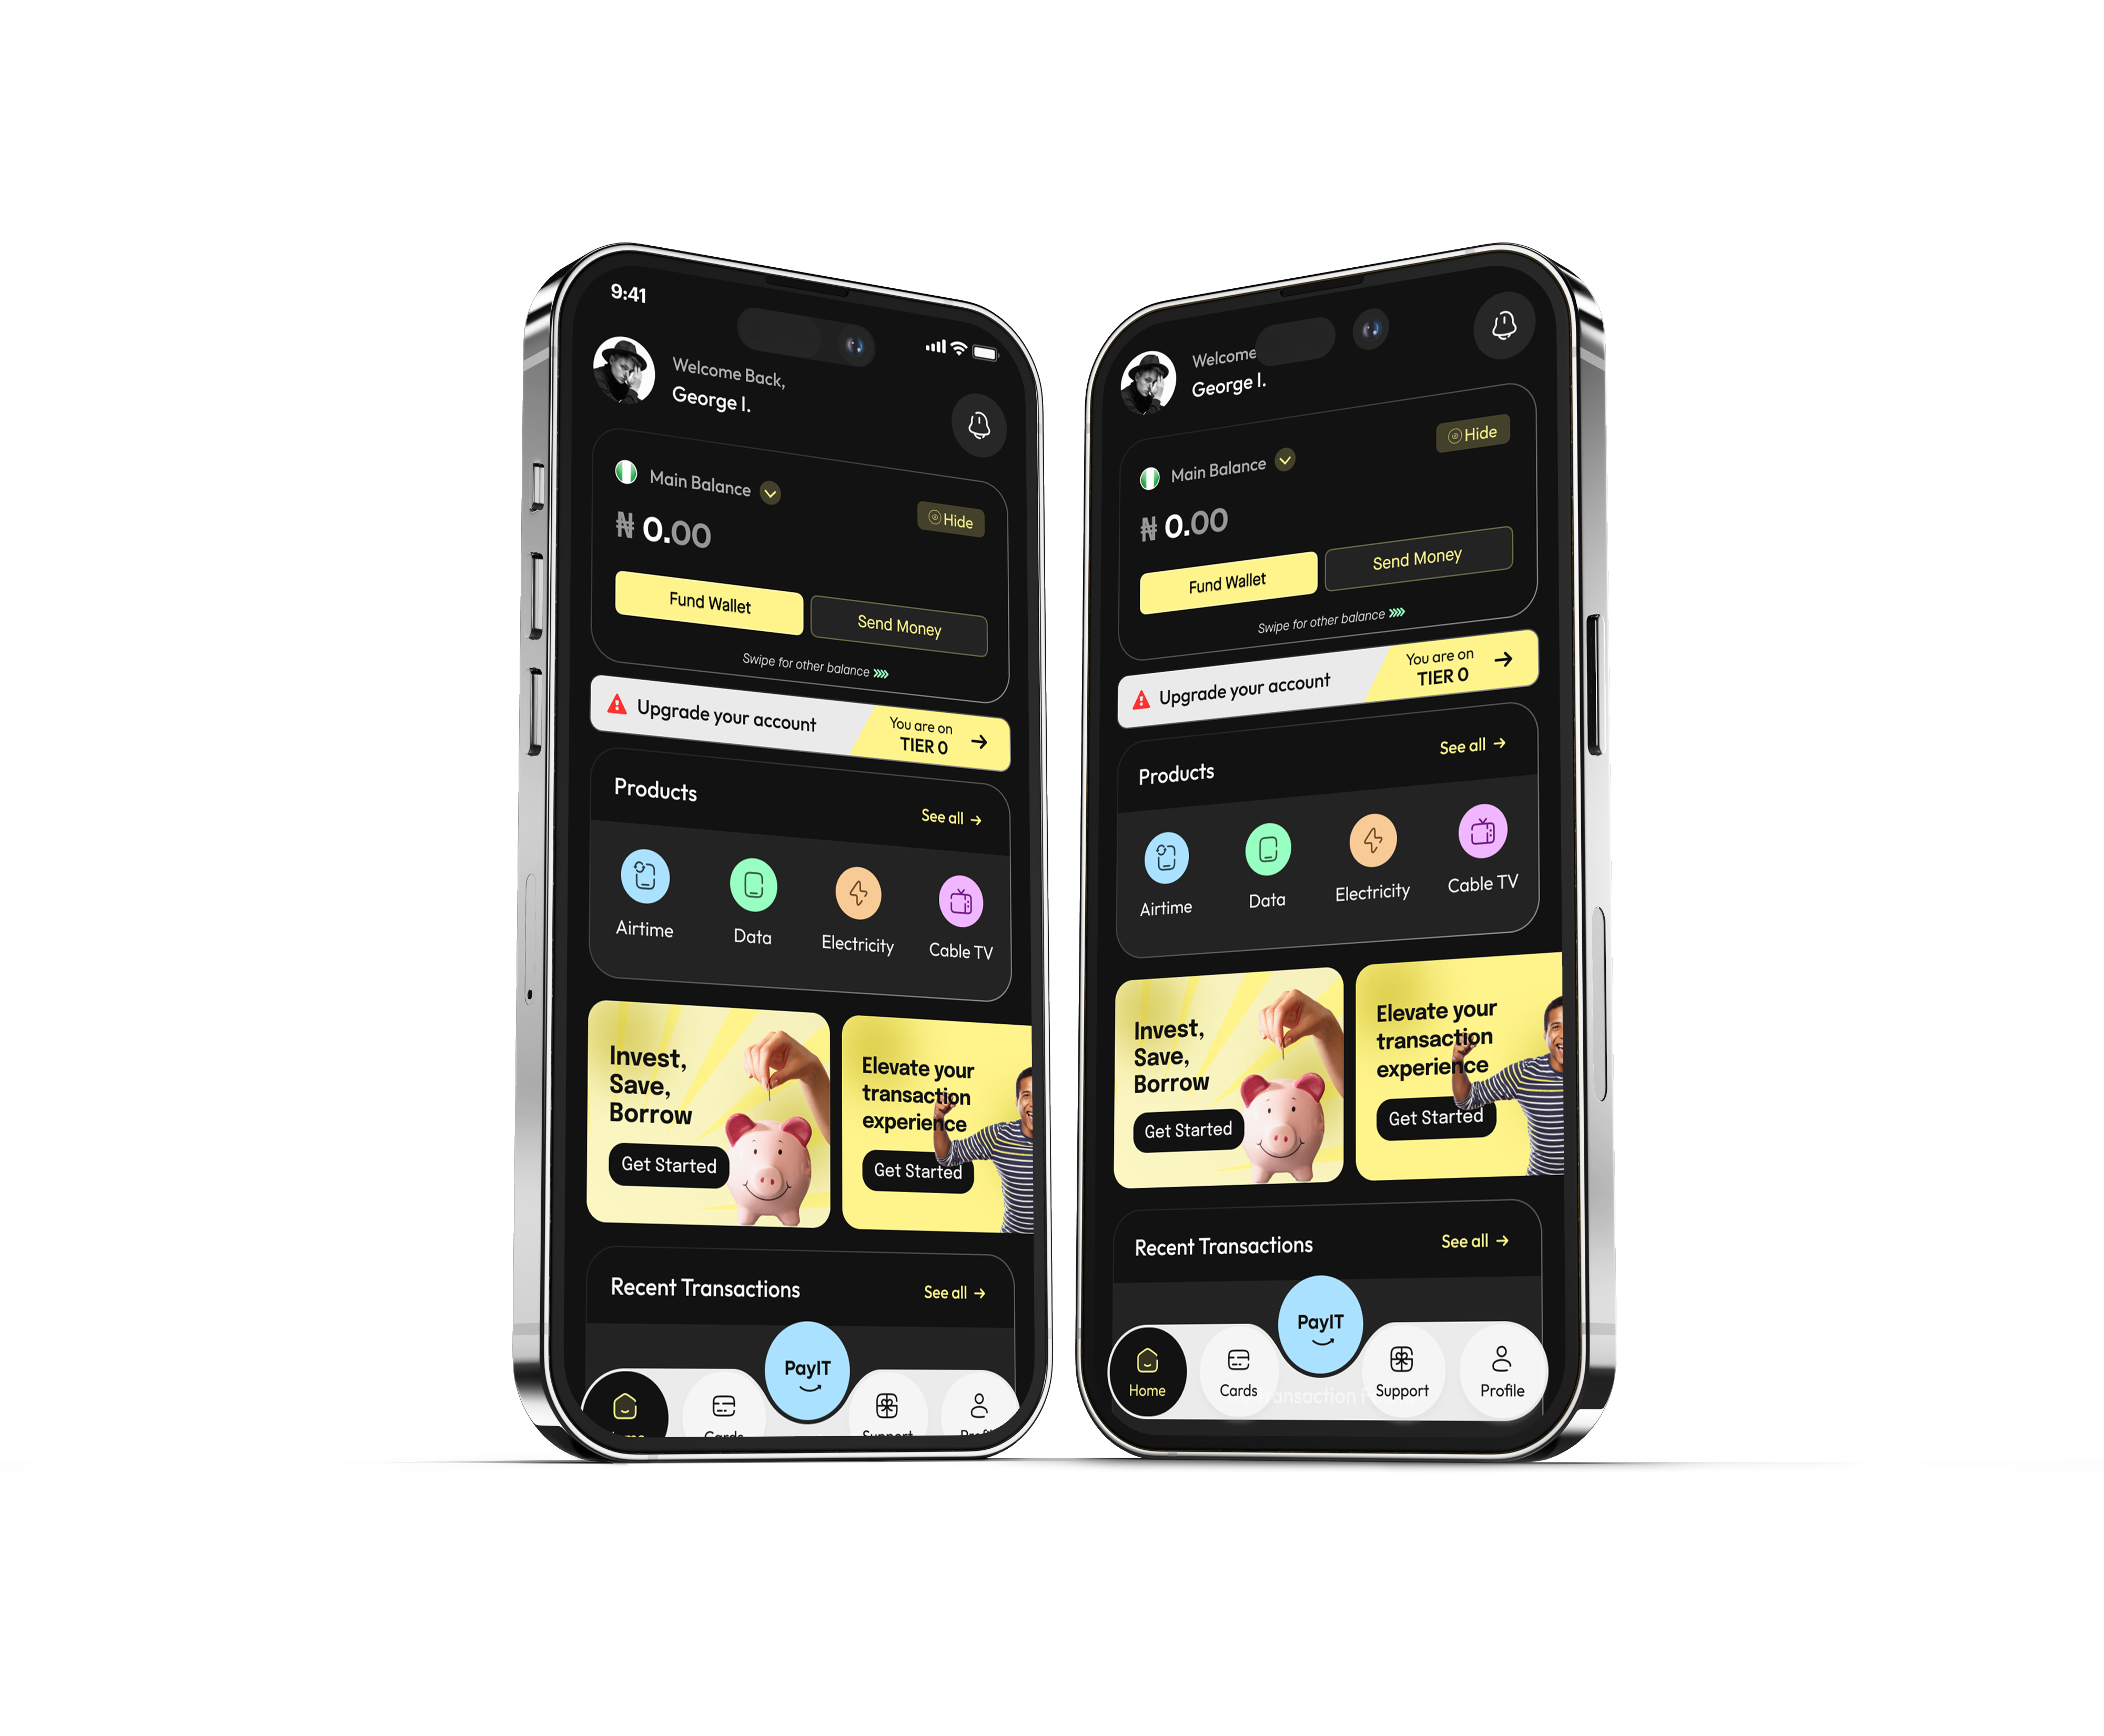 9:41
Welcome Back,
George I.
Main Balance
Hide
₦ 0.00
Fund Wallet
Send Money
Swipe for other balance
Upgrade your account
You are on
TIER 0
Products
See all
Airtime
Data
Electricity
Cable TV
Invest,
Save,
Borrow
Get Started
Elevate your
transaction
experience
Get Started
Recent Transactions
See all
PayIT
Welcome
George I.
Hide
Main Balance
₦ 0.00
Fund Wallet
Send Money
Swipe for other balance
Upgrade your account
You are on
TIER 0
Products
See all
Airtime
Data
Electricity
Cable TV
Invest,
Save,
Borrow
Get Started
Elevate your
transaction
experience
Get Started
Recent Transactions
See all
PayIT
Home
Cards
Transaction
Support
Profile